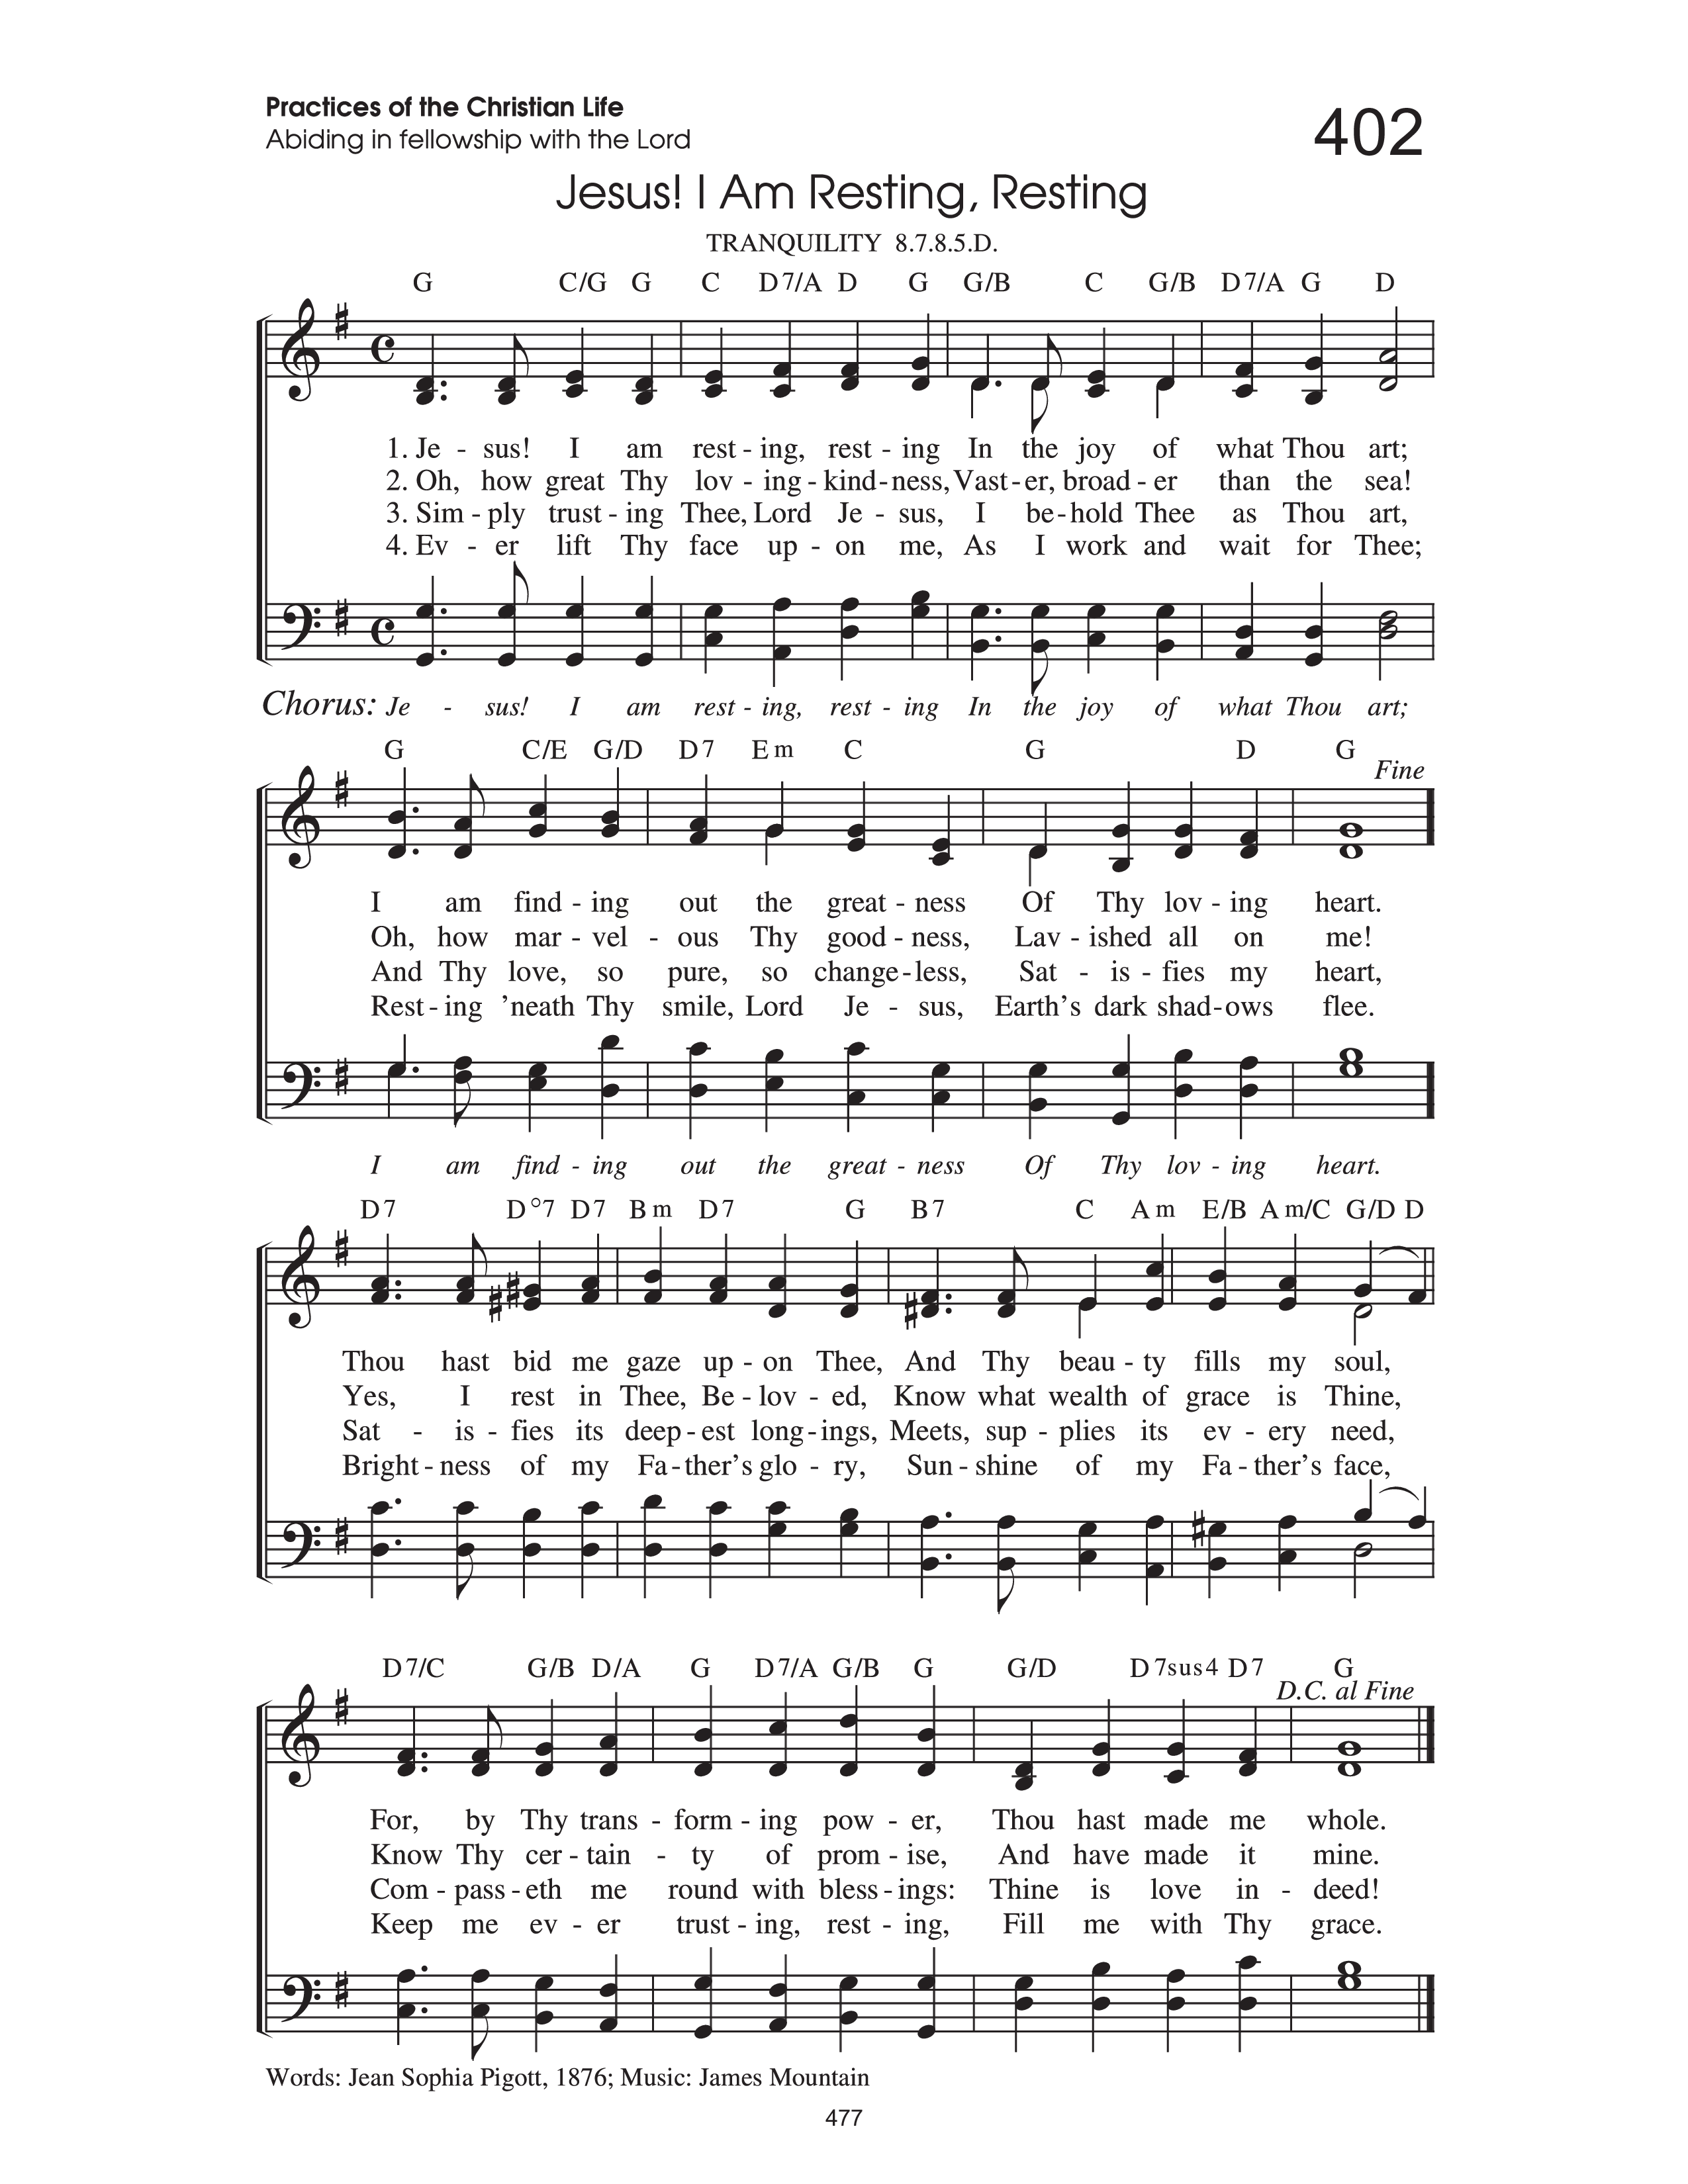 Practices of the Christian Life
Abiding in fellowship with the Lord
402
Jesus! I Am Resting, Resting
TRANQUILITY 8.7.8.5.D.
G C/G G C D7/A D G G/B C G/B D7/A G D
1. Je - sus! I am rest - ing, rest - ing In the joy of what Thou art;
2. Oh, how great Thy lov - ing - kind - ness, Vast - er, broad - er than the sea!
3. Sim - ply trust - ing Thee, Lord Je - sus, I be - hold Thee as Thou art,
4. Ev - er lift Thy face up - on me, As I work and wait for Thee;
Chorus: Je - sus! I am rest - ing, rest - ing In the joy of what Thou art;
G C/E G/D D7 Em C G D G
Fine
I am find - ing out the great - ness Of Thy lov - ing heart.
Oh, how mar - vel - ous Thy good - ness, Lav - ished all on me!
And Thy love, so pure, so change - less, Sat - is - fies my heart,
Rest - ing ’neath Thy smile, Lord Je - sus, Earth’s dark shad - ows flee.
I am find - ing out the great - ness Of Thy lov - ing heart.
D7 D°7 D7 Bm D7 G B7 C Am E/B Am/C G/D D
Thou hast bid me gaze up - on Thee, And Thy beau - ty fills my soul,
Yes, I rest in Thee, Be - lov - ed, Know what wealth of grace is Thine,
Sat - is - fies its deep - est long - ings, Meets, sup - plies its ev - ery need,
Bright - ness of my Fa - ther’s glo - ry, Sun - shine of my Fa - ther’s face,
D7/C G/B D/A G D7/A G/B G G/D D7sus4 D7 G
D.C. al Fine
For, by Thy trans - form - ing pow - er, Thou hast made me whole.
Know Thy cer - tain - ty of prom - ise, And have made it mine.
Com - pass - eth me round with bless - ings: Thine is love in - deed!
Keep me ev - er trust - ing, rest - ing, Fill me with Thy grace.
Words: Jean Sophia Pigott, 1876; Music: James Mountain
477